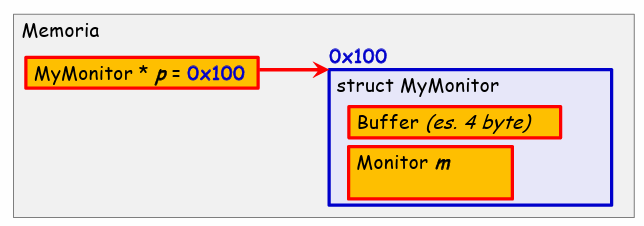 Memoria
MyMonitor * p = 0x100
0x100
struct MyMonitor
Buffer (es. 4 byte)
Monitor m